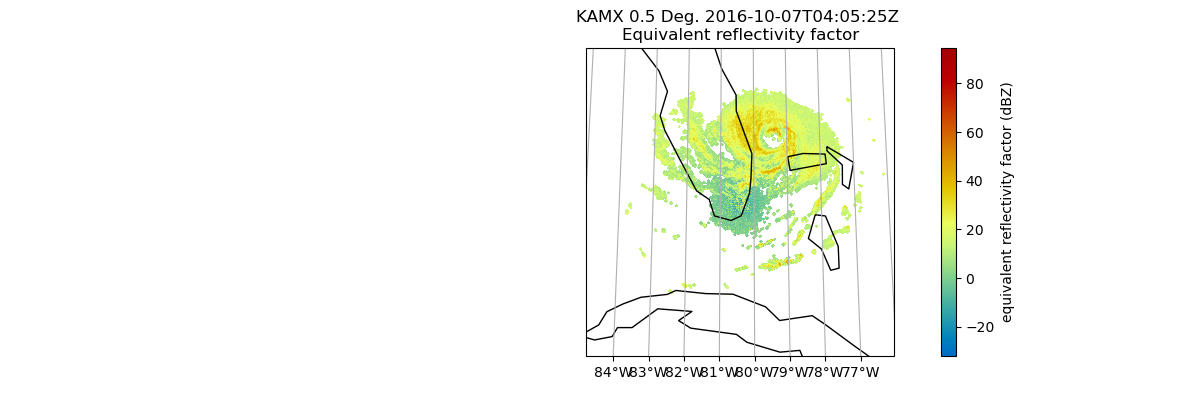 KAMX 0.5 Deg. 2016-10-07T04:05:25Z
Equivalent reflectivity factor
80
60
40
20
0
−20
equivalent reflectivity factor (dBZ)
84°W 83°W 82°W 81°W 80°W 79°W 78°W 77°W